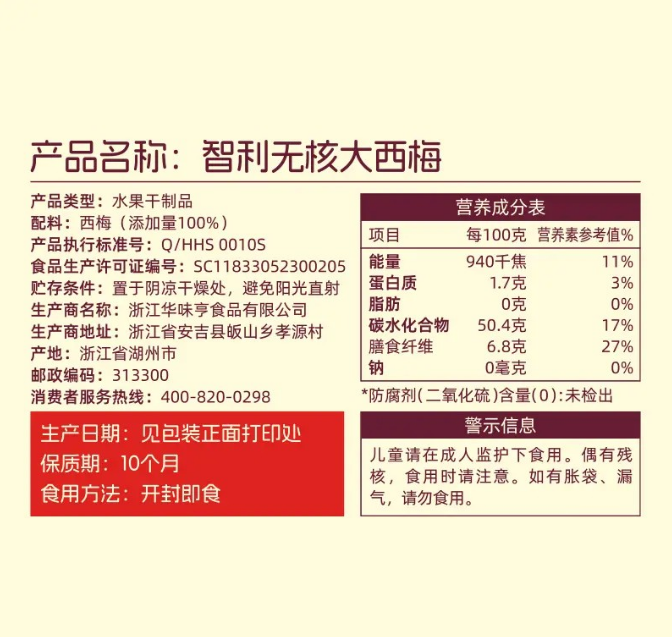 产品名称：智利无核大西梅
产品类型：水果干制品
配料：西梅（添加量100%）
产品执行标准号：Q/HHS 0010S
食品生产许可证编号：SC11833052300205
贮存条件：置于阴凉干燥处，避免阳光直射
生产商名称：浙江华味亨食品有限公司
生产商地址：浙江省安吉县皈山乡孝源村
产地：浙江省湖州市
邮政编码：313300
消费者服务热线：400-820-0298
生产日期：见包装正面打印处
保质期：10个月
食用方法：开封即食
营养成分表
项目 每100克 营养素参考值%
能量 940千焦 11%
蛋白质 1.7克 3%
脂肪 0克 0%
碳水化合物 50.4克 17%
膳食纤维 6.8克 27%
钠 0毫克 0%
*防腐剂(二氧化硫)含量(0):未检出
警示信息
儿童请在成人监护下食用。偶有残
核，食用时请注意。如有胀袋、漏
气，请勿食用。